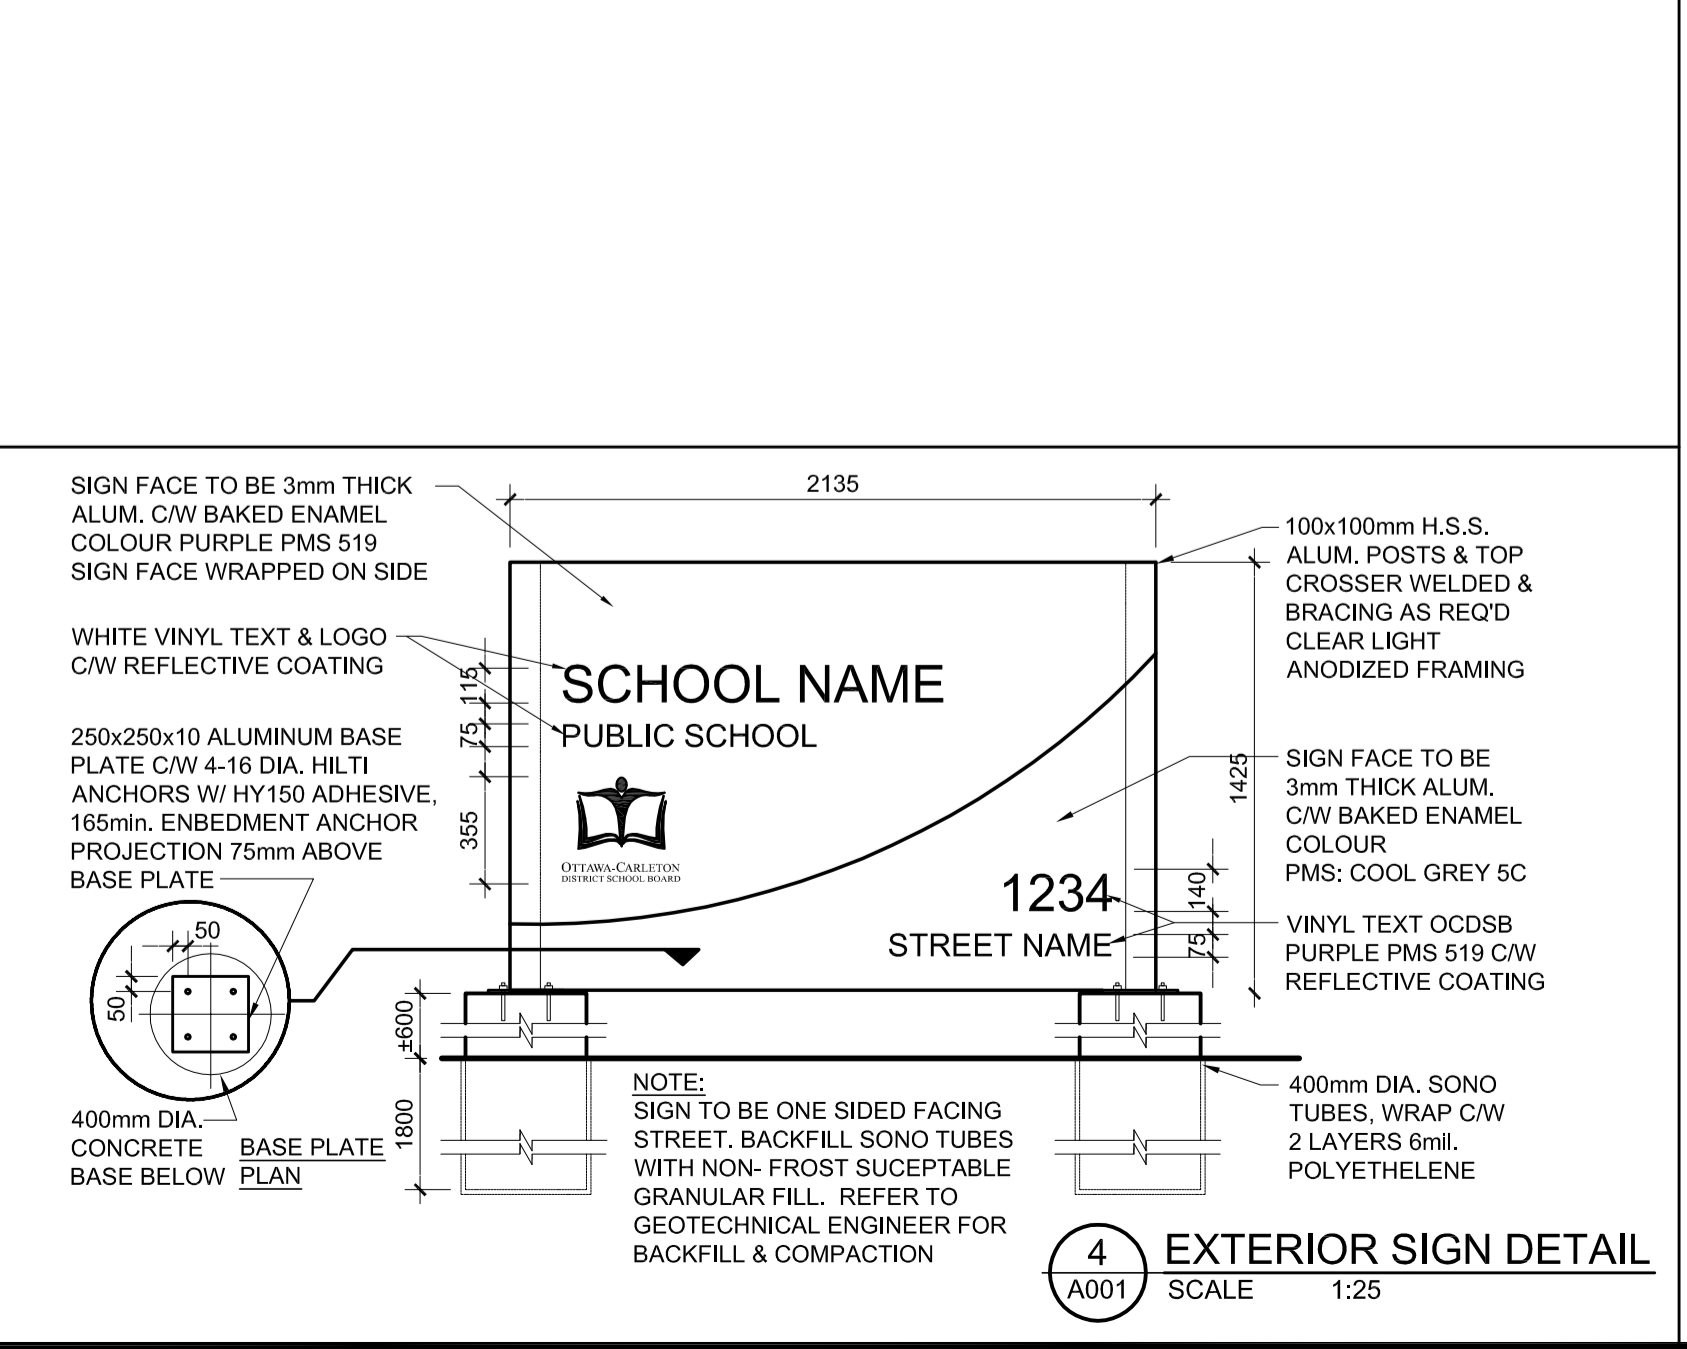 SIGN FACE TO BE 3mm THICK
ALUM. C/W BAKED ENAMEL
COLOUR PURPLE PMS 519
SIGN FACE WRAPPED ON SIDE
WHITE VINYL TEXT & LOGO
C/W REFLECTIVE COATING
250x250x10 ALUMINUM BASE
PLATE C/W 4-16 DIA. HILTI
ANCHORS W/ HY150 ADHESIVE,
165min. ENBEDMENT ANCHOR
PROJECTION 75mm ABOVE
BASE PLATE
50
50
400mm DIA.
CONCRETE
BASE BELOW
BASE PLATE
PLAN
2135
115
75
355
±600
1800
SCHOOL NAME
PUBLIC SCHOOL
OTTAWA-CARLETON
DISTRICT SCHOOL BOARD
1234
STREET NAME
140
75
1425
NOTE:
SIGN TO BE ONE SIDED FACING
STREET. BACKFILL SONO TUBES
WITH NON- FROST SUCEPTABLE
GRANULAR FILL. REFER TO
GEOTECHNICAL ENGINEER FOR
BACKFILL & COMPACTION
100x100mm H.S.S.
ALUM. POSTS & TOP
CROSSER WELDED &
BRACING AS REQ'D
CLEAR LIGHT
ANODIZED FRAMING
SIGN FACE TO BE
3mm THICK ALUM.
C/W BAKED ENAMEL
COLOUR
PMS: COOL GREY 5C
VINYL TEXT OCDSB
PURPLE PMS 519 C/W
REFLECTIVE COATING
400mm DIA. SONO
TUBES, WRAP C/W
2 LAYERS 6mil.
POLYETHELENE
4
A001
EXTERIOR SIGN DETAIL
SCALE 1:25